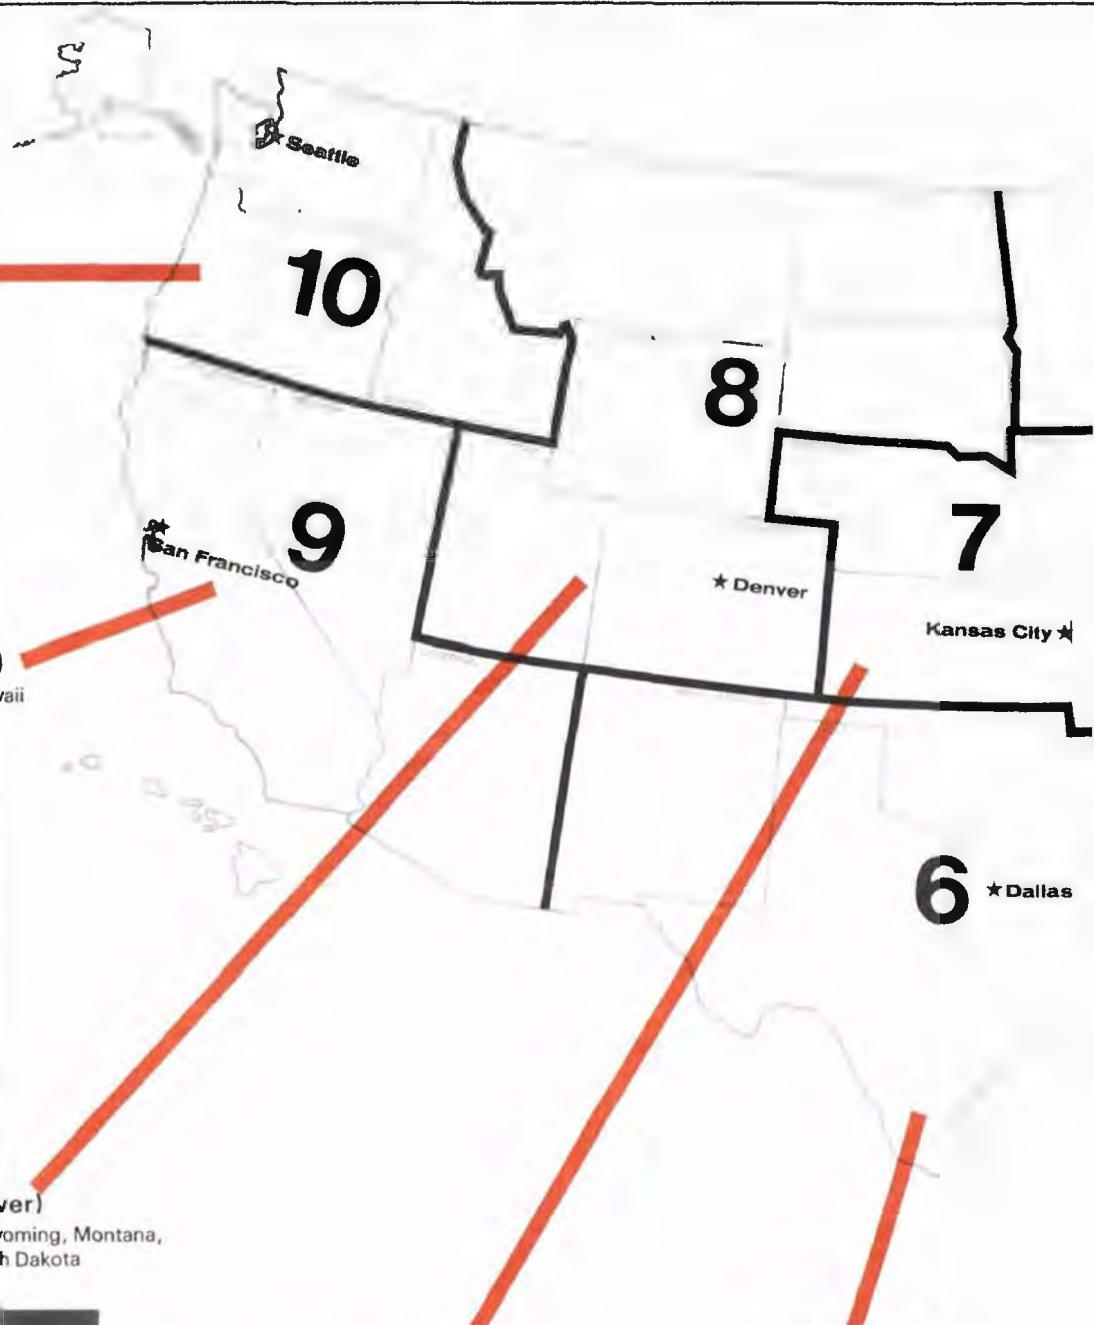 Seattle
10
8
9
7
San Francisco
★ Denver
Kansas City ★
)
vaii
6
★ Dallas
ver)
yoming, Montana,
h Dakota